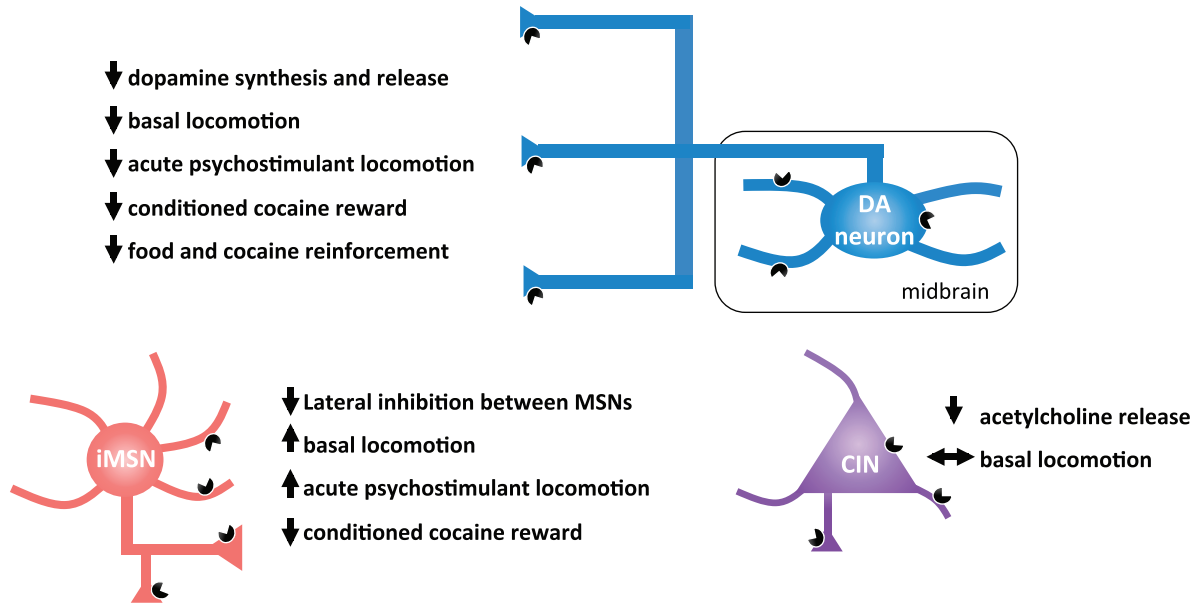 dopamine synthesis and release
basal locomotion
acute psychostimulant locomotion
conditioned cocaine reward
food and cocaine reinforcement
DA
neuron
midbrain
iMSN
Lateral inhibition between MSNs
basal locomotion
acute psychostimulant locomotion
conditioned cocaine reward
CIN
acetylcholine release
basal locomotion